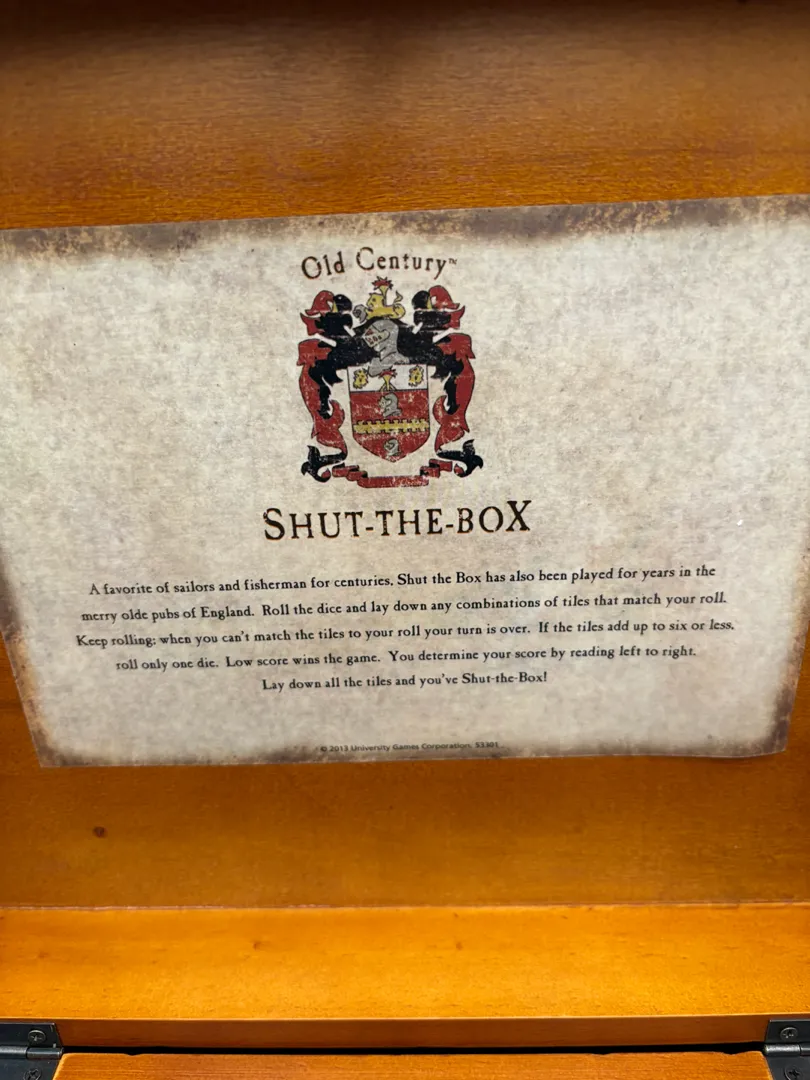 Old Century™
SHUT-THE-BOX
A favorite of sailors and fisherman for centuries, Shut the Box has also been played for years in the
merry olde pubs of England. Roll the dice and lay down any combinations of tiles that match your roll.
Keep rolling; when you can't match the tiles to your roll your turn is over. If the tiles add up to six or less,
roll only one die. Low score wins the game. You determine your score by reading left to right.
Lay down all the tiles and you've Shut-the-Box!
© 2013 University Games Corporation. 53301